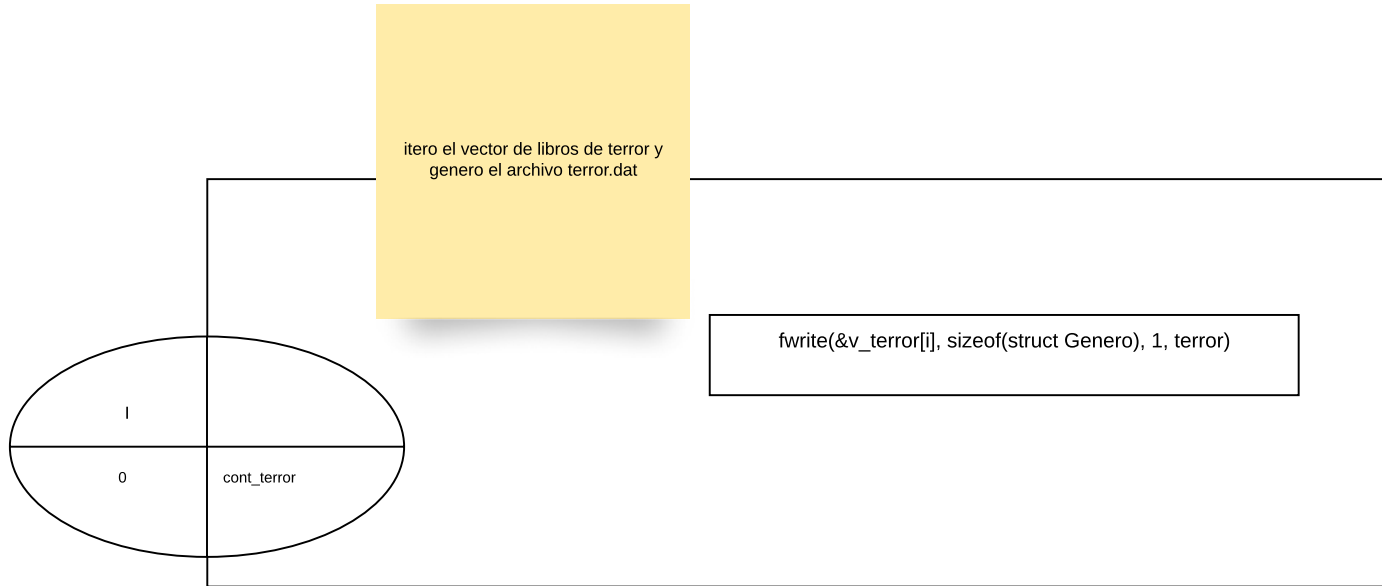 itero el vector de libros de terror y
genero el archivo terror.dat
fwrite(&v_terror[i], sizeof(struct Genero), 1, terror)
I
0
cont_terror